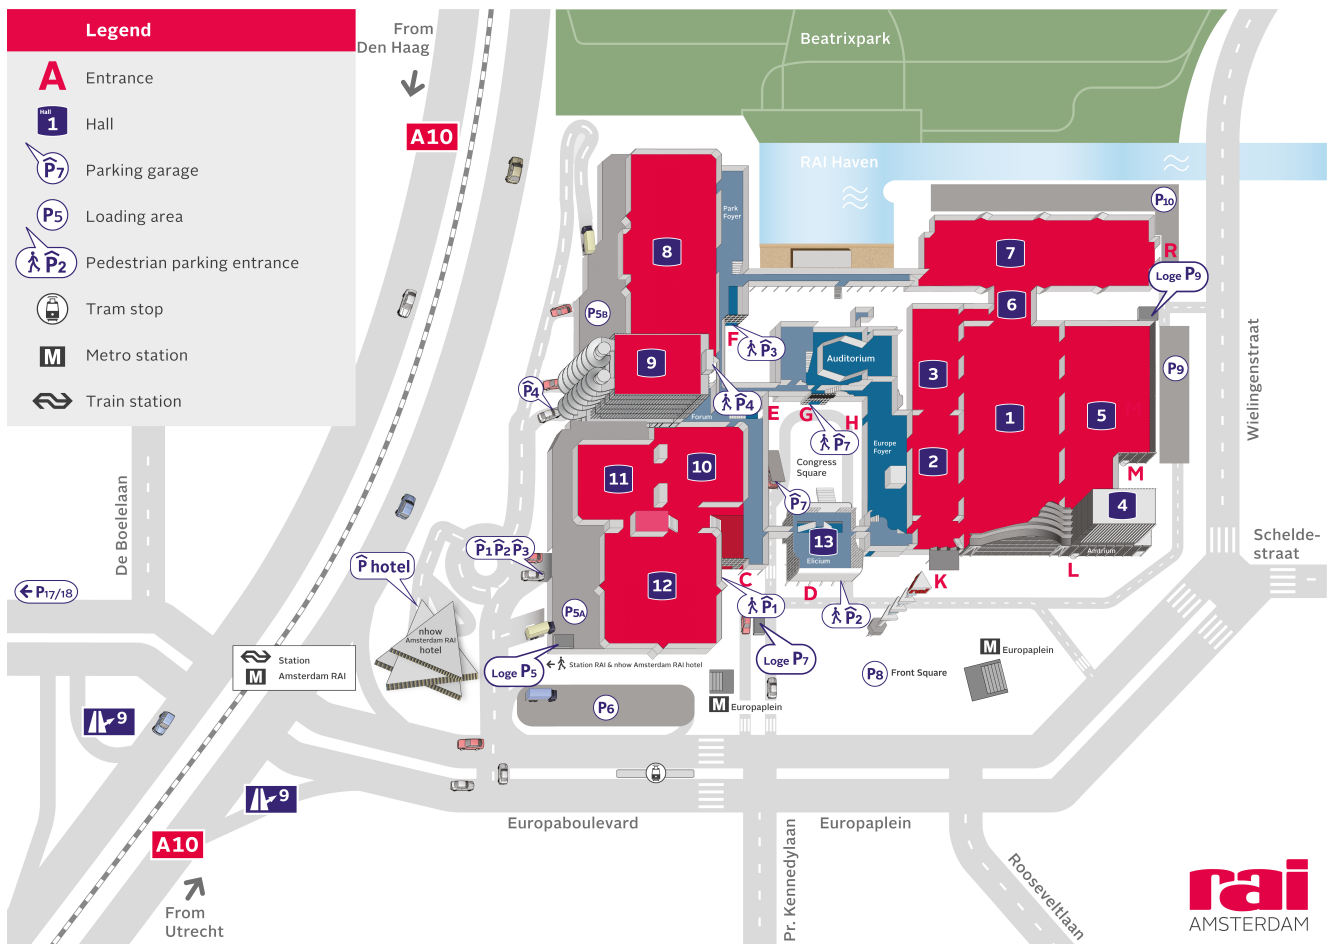 Legend
A Entrance
Hall
1 Hall
P7 Parking garage
P5 Loading area
P2 Pedestrian parking entrance
Tram stop
M Metro station
Train station
From
Den Haag
A10
Beatrixpark
RAI Haven
P10
Park
Foyer
8
7
R
Loge P9
6
P5B
F
P3
Auditorium
9
3
P9
P4
P4
Forum
E
G
H
P7
1
5
M
Wielingenstraat
Europe
Foyer
Congress
Square
10
11
2
M
P7
4
13
Elicium
Amtrium
Schelde-
straat
De Boelelaan
P1 P2 P3
P hotel
12
C
D
K
L
P17/18
P5A
P1
P2
nhow
Amsterdam RAI
hotel
Station
M Amsterdam RAI
Loge P5
Station RAI & nhow Amsterdam RAI hotel
Loge P7
M Europaplein
P8 Front Square
P6
M Europaplein
9
9
Europaboulevard
Europaplein
A10
Pr. Kennedylaan
Rooseveltlaan
From
Utrecht
rai
AMSTERDAM